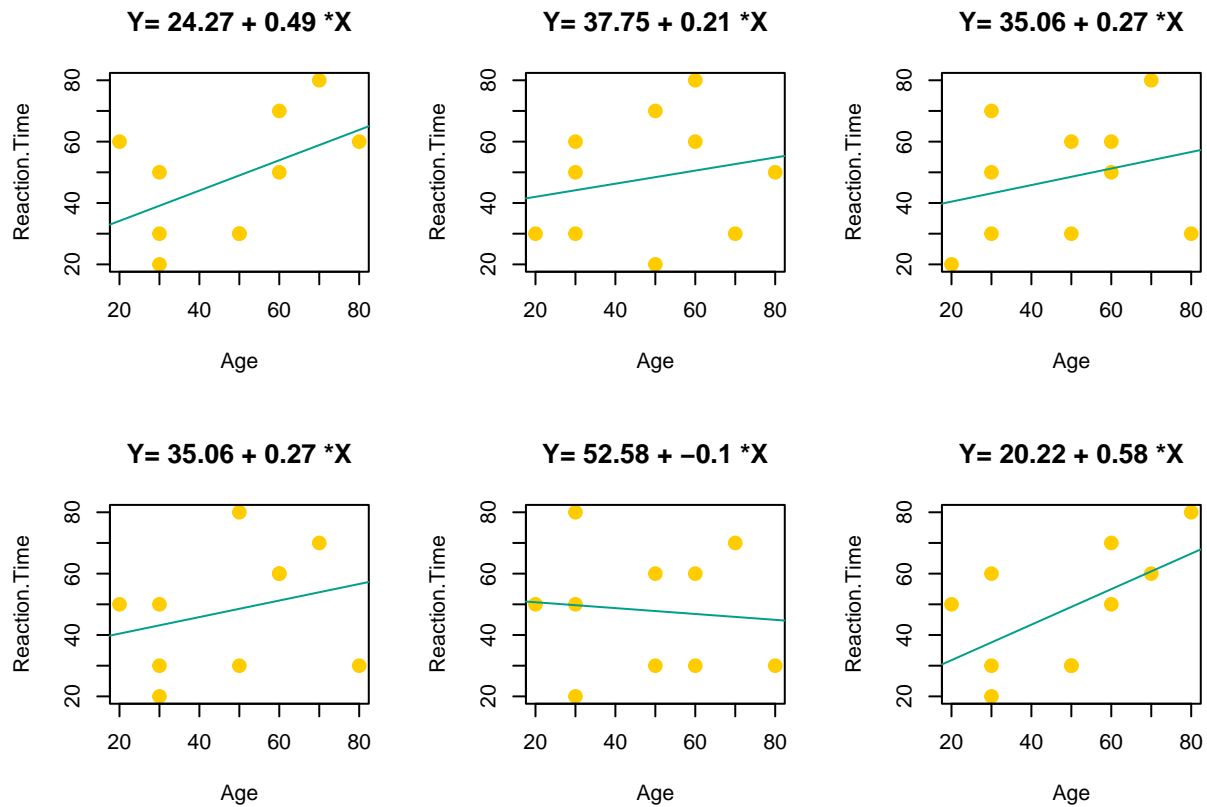 Y= 24.27 + 0.49 *X
80
60
40
20
Reaction.Time
20 40 60 80
Age
Y= 37.75 + 0.21 *X
80
60
40
20
Reaction.Time
20 40 60 80
Age
Y= 35.06 + 0.27 *X
80
60
40
20
Reaction.Time
20 40 60 80
Age
Y= 35.06 + 0.27 *X
80
60
40
20
Reaction.Time
20 40 60 80
Age
Y= 52.58 + −0.1 *X
80
60
40
20
Reaction.Time
20 40 60 80
Age
Y= 20.22 + 0.58 *X
80
60
40
20
Reaction.Time
20 40 60 80
Age